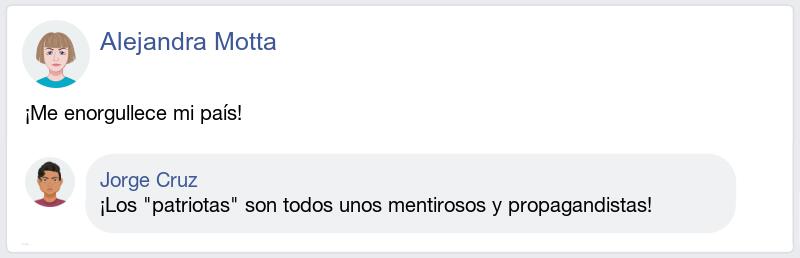 Alejandra Motta
¡Me enorgullece mi país!
Jorge Cruz
¡Los "patriotas" son todos unos mentirosos y propagandistas!